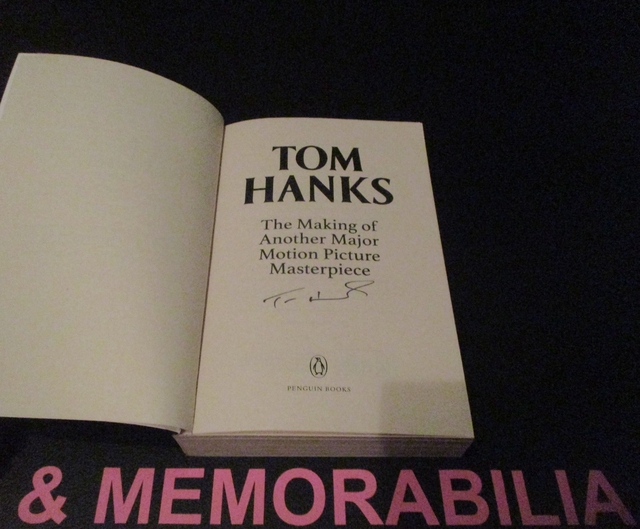 TOM
HANKS
The Making of
Another Major
Motion Picture
Masterpiece
PENGUIN BOOKS
& MEMORABILIA